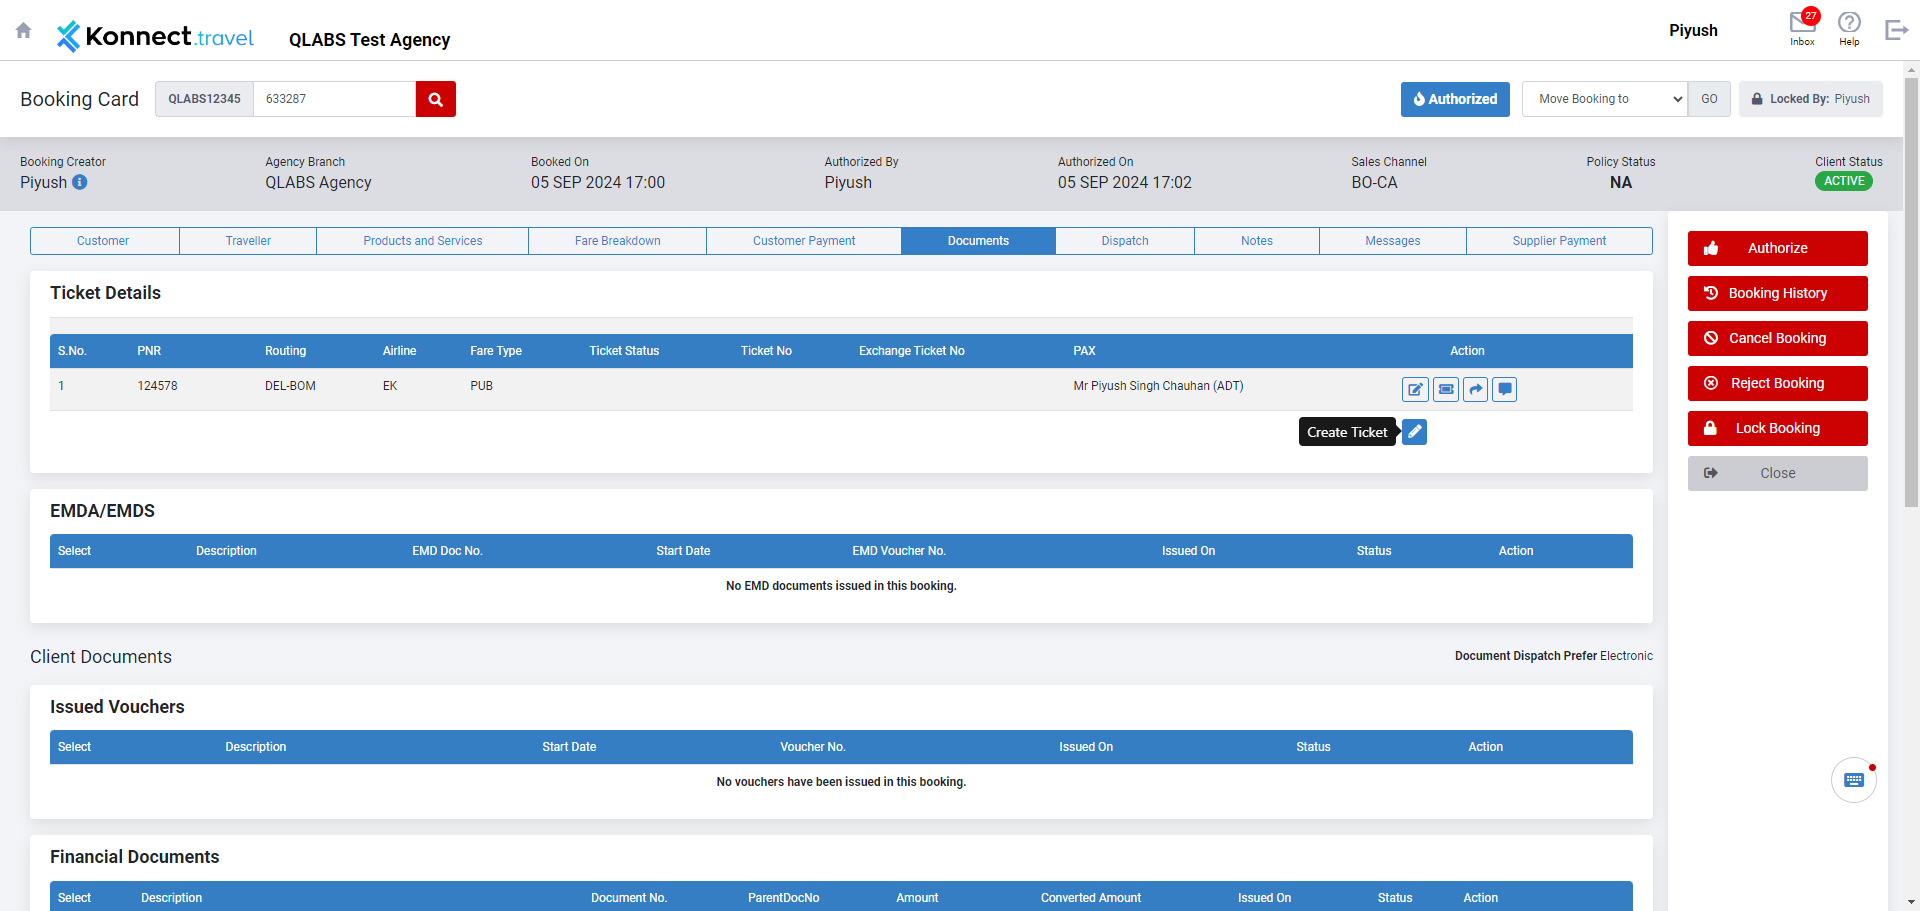 Konnect.travel
QLABS Test Agency
Piyush
27
Inbox
Help
Booking Card
QLABS12345
633287
Authorized
Move Booking to
GO
Locked By: Piyush
Booking Creator
Piyush
Agency Branch
QLABS Agency
Booked On
05 SEP 2024 17:00
Authorized By
Piyush
Authorized On
05 SEP 2024 17:02
Sales Channel
BO-CA
Policy Status
NA
Client Status
ACTIVE
Customer
Traveller
Products and Services
Fare Breakdown
Customer Payment
Documents
Dispatch
Notes
Messages
Supplier Payment
Authorize
Booking History
Cancel Booking
Reject Booking
Lock Booking
Close
Ticket Details
S.No. PNR Routing Airline Fare Type Ticket Status Ticket No Exchange Ticket No PAX Action
1 124578 DEL-BOM EK PUB Mr Piyush Singh Chauhan (ADT)
Create Ticket
EMDA/EMDS
Select Description EMD Doc No. Start Date EMD Voucher No. Issued On Status Action
No EMD documents issued in this booking.
Client Documents
Document Dispatch Prefer Electronic
Issued Vouchers
Select Description Start Date Voucher No. Issued On Status Action
No vouchers have been issued in this booking.
Financial Documents
Select Description Document No. ParentDocNo Amount Converted Amount Issued On Status Action